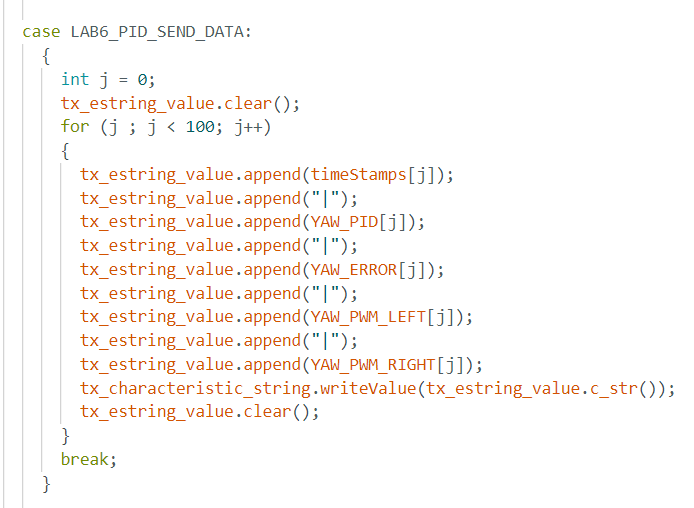 case LAB6_PID_SEND_DATA:
{
int j = 0;
tx_estring_value.clear();
for (j ; j < 100; j++)
{
tx_estring_value.append(timeStamps[j]);
tx_estring_value.append("|");
tx_estring_value.append(YAW_PID[j]);
tx_estring_value.append("|");
tx_estring_value.append(YAW_ERROR[j]);
tx_estring_value.append("|");
tx_estring_value.append(YAW_PWM_LEFT[j]);
tx_estring_value.append("|");
tx_estring_value.append(YAW_PWM_RIGHT[j]);
tx_characteristic_string.writeValue(tx_estring_value.c_str());
tx_estring_value.clear();
}
break;
}